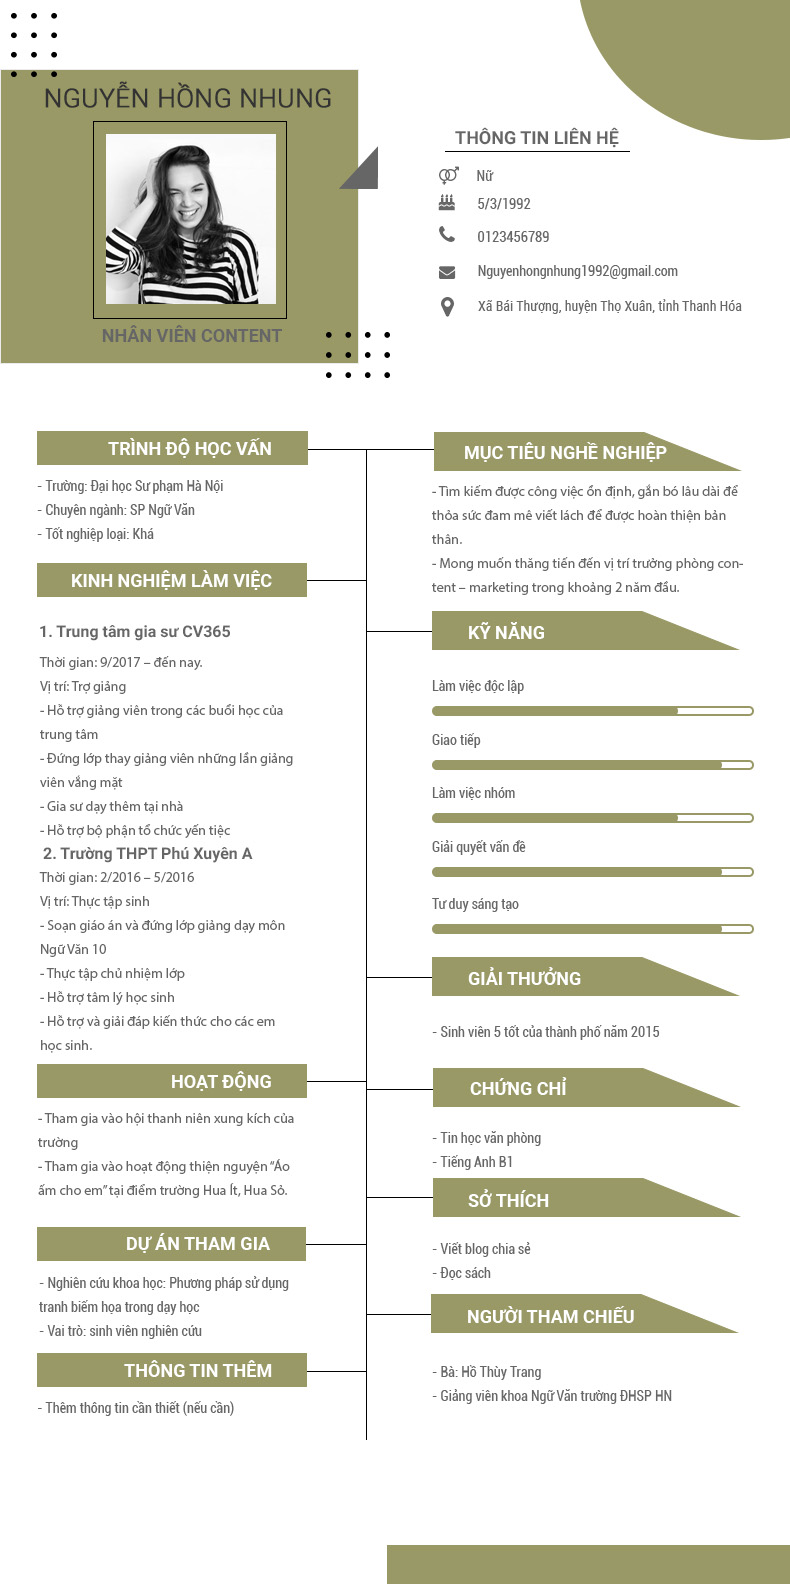 NGUYỄN HỒNG NHUNG
NHÂN VIÊN CONTENT
THÔNG TIN LIÊN HỆ
Nữ
5/3/1992
0123456789
Nguyenhongnhung1992@gmail.com
Xã Bái Thượng, huyện Thọ Xuân, tỉnh Thanh Hóa
TRÌNH ĐỘ HỌC VẤN
- Trường: Đại học Sư phạm Hà Nội
- Chuyên ngành: SP Ngữ Văn
- Tốt nghiệp loại: Khá
KINH NGHIỆM LÀM VIỆC
1. Trung tâm gia sư CV365
Thời gian: 9/2017 – đến nay.
Vị trí: Trợ giảng
- Hỗ trợ giảng viên trong các buổi học của
trung tâm
- Đứng lớp thay giảng viên những lần giảng
viên vắng mặt
- Gia sư dạy thêm tại nhà
- Hỗ trợ bộ phận tổ chức yến tiệc
2. Trường THPT Phú Xuyên A
Thời gian: 2/2016 – 5/2016
Vị trí: Thực tập sinh
- Soạn giáo án và đứng lớp giảng dạy môn
Ngữ Văn 10
- Thực tập chủ nhiệm lớp
- Hỗ trợ tâm lý học sinh
- Hỗ trợ và giải đáp kiến thức cho các em
học sinh.
HOẠT ĐỘNG
- Tham gia vào hội thanh niên xung kích của
trường
- Tham gia vào hoạt động thiện nguyện “Áo
ấm cho em” tại điểm trường Hua Ít, Hua Sỏ.
DỰ ÁN THAM GIA
- Nghiên cứu khoa học: Phương pháp sử dụng
tranh biếm họa trong dạy học
- Vai trò: sinh viên nghiên cứu
THÔNG TIN THÊM
- Thêm thông tin cần thiết (nếu cần)
MỤC TIÊU NGHỀ NGHIỆP
- Tìm kiếm được công việc ổn định, gắn bó lâu dài để
thỏa sức đam mê viết lách để được hoàn thiện bản
thân.
- Mong muốn thăng tiến đến vị trí trưởng phòng con-
tent – marketing trong khoảng 2 năm đầu.
KỸ NĂNG
Làm việc độc lập
Giao tiếp
Làm việc nhóm
Giải quyết vấn đề
Tư duy sáng tạo
GIẢI THƯỞNG
- Sinh viên 5 tốt của thành phố năm 2015
CHỨNG CHỈ
- Tin học văn phòng
- Tiếng Anh B1
SỞ THÍCH
- Viết blog chia sẻ
- Đọc sách
NGƯỜI THAM CHIẾU
- Bà: Hồ Thùy Trang
- Giảng viên khoa Ngữ Văn trường ĐHSP HN